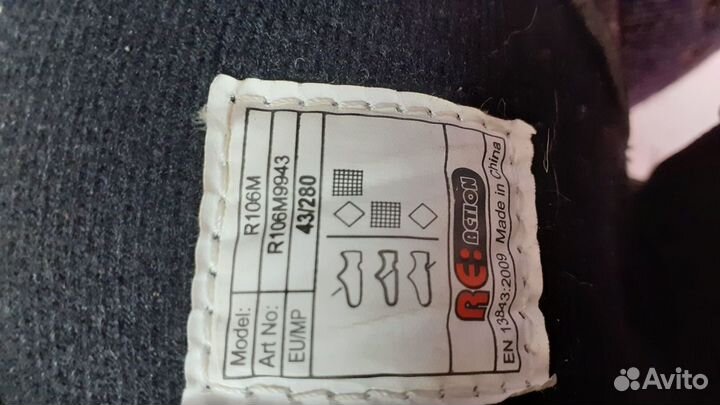 Model: R106M
Art No: R106M9943
EU/MP 43/280
RE:ACTION
EN 13843:2009 Made in China
Avito